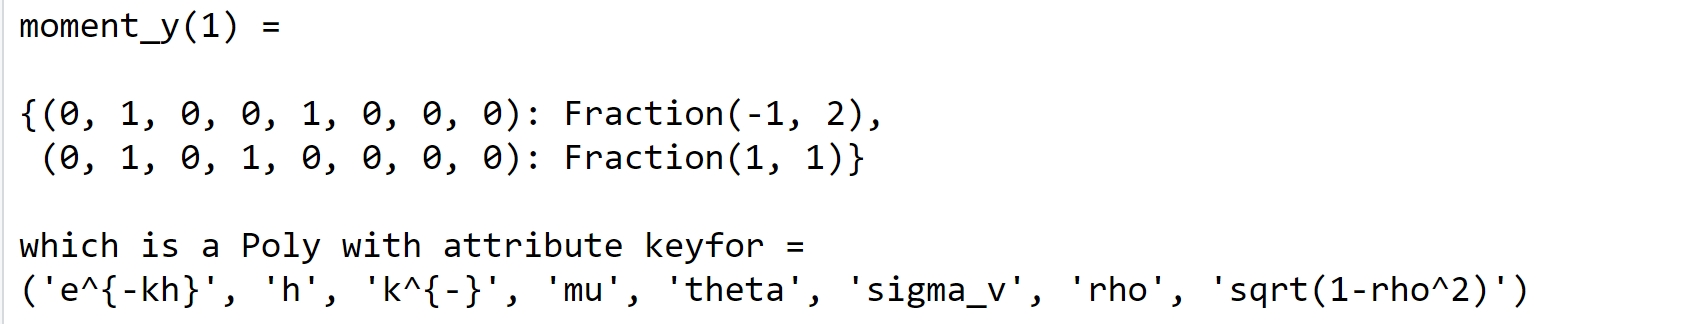 moment_y(1) =
{(0, 1, 0, 0, 1, 0, 0, 0): Fraction(-1, 2),
(0, 1, 0, 1, 0, 0, 0, 0): Fraction(1, 1)}
which is a Poly with attribute keyfor =
('e^{-kh}', 'h', 'k^{-}', 'mu', 'theta', 'sigma_v', 'rho', 'sqrt(1-rho^2)')